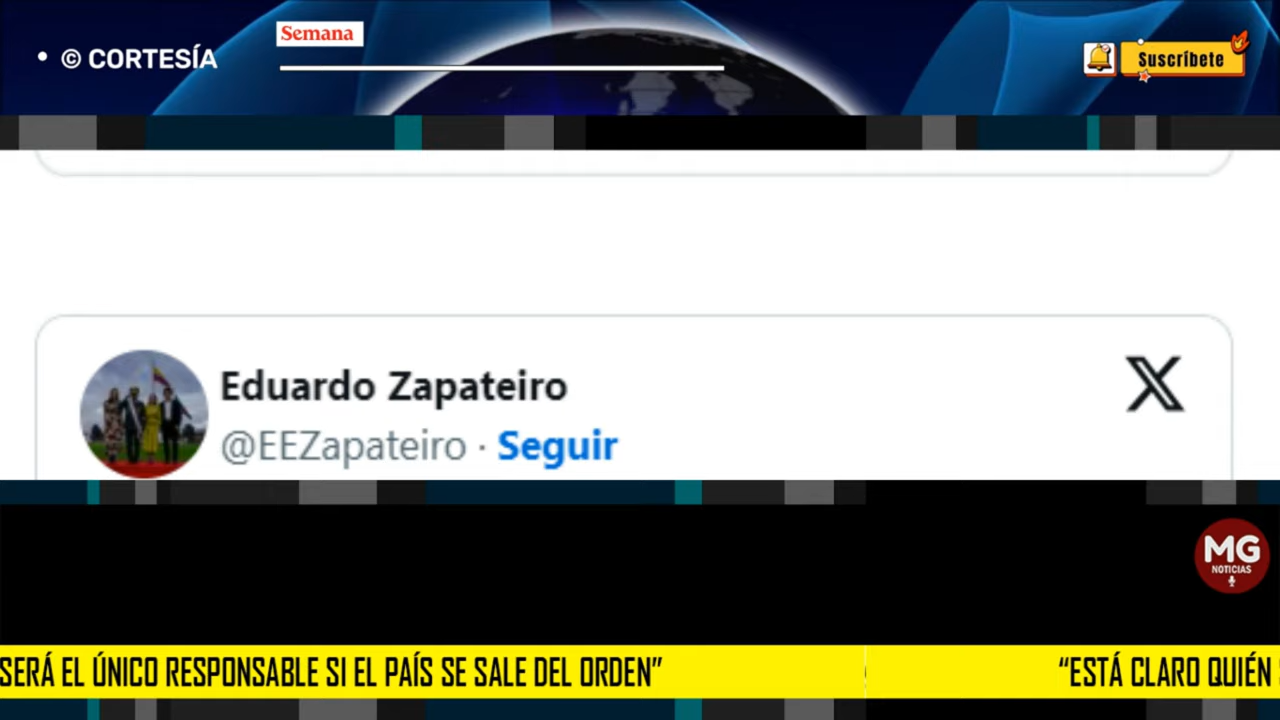 Semana
• © CORTESÍA
Suscríbete
Eduardo Zapateiro
@EEZapateiro · Seguir
MG
NOTICIAS
SERÁ EL ÚNICO RESPONSABLE SI EL PAÍS SE SALE DEL ORDEN” “ESTÁ CLARO QUIÉN